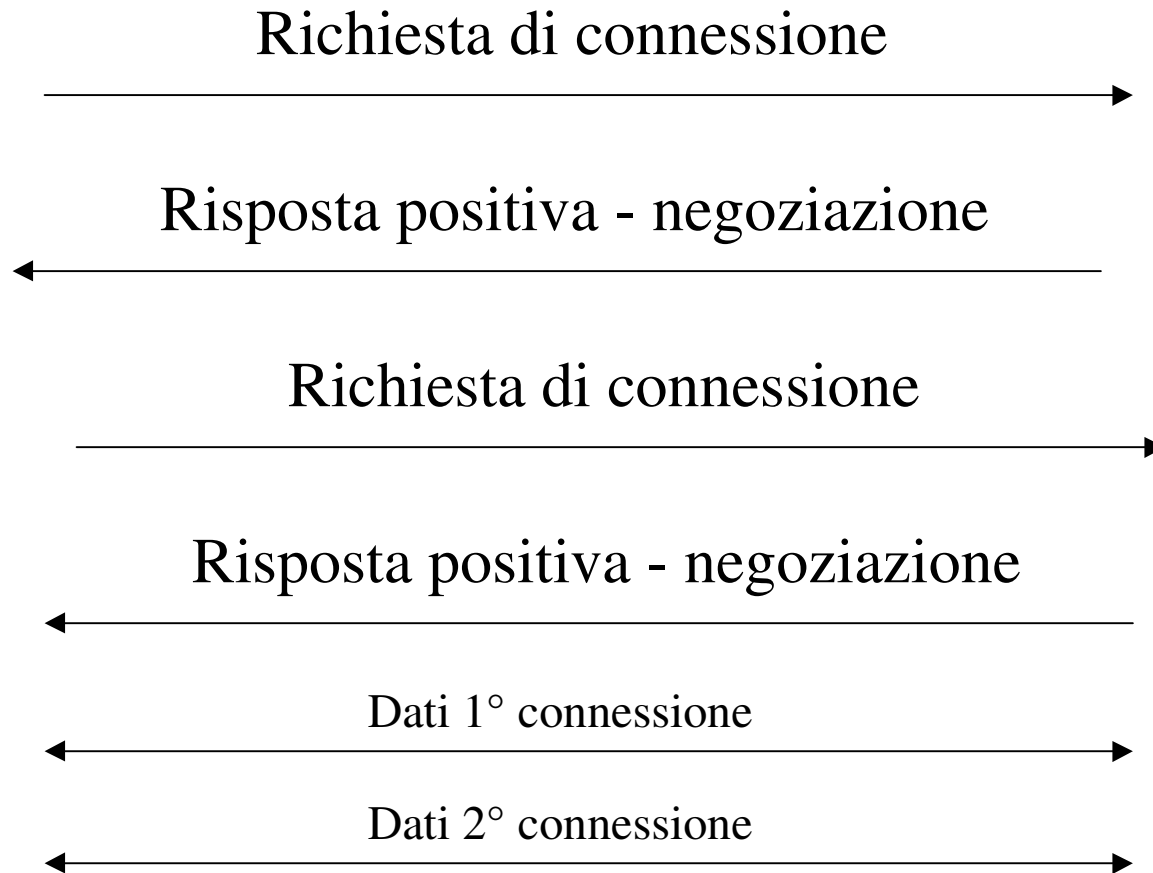 Richiesta di connessione
Risposta positiva - negoziazione
Richiesta di connessione
Risposta positiva - negoziazione
Dati 1° connessione
Dati 2° connessione